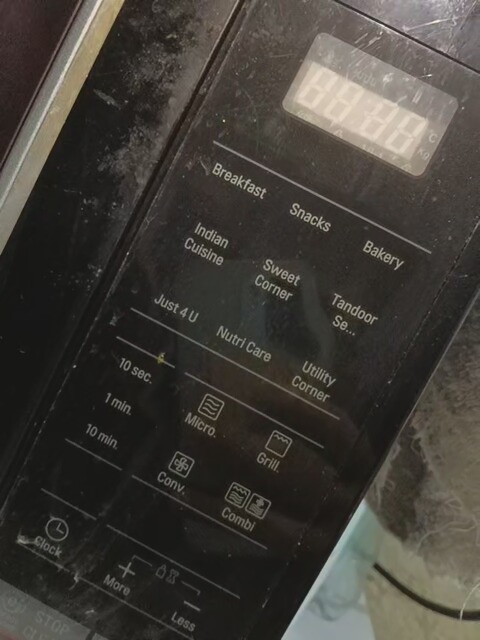 Breakfast
Snacks
Bakery
Indian
Cuisine
Sweet
Corner
Tandoor
Se...
Just 4 U
Nutri Care
Utility
Corner
10 sec.
1 min.
10 min.
Micro.
Grill.
Conv.
Combi
Clock
+
More
−
Less
STOP